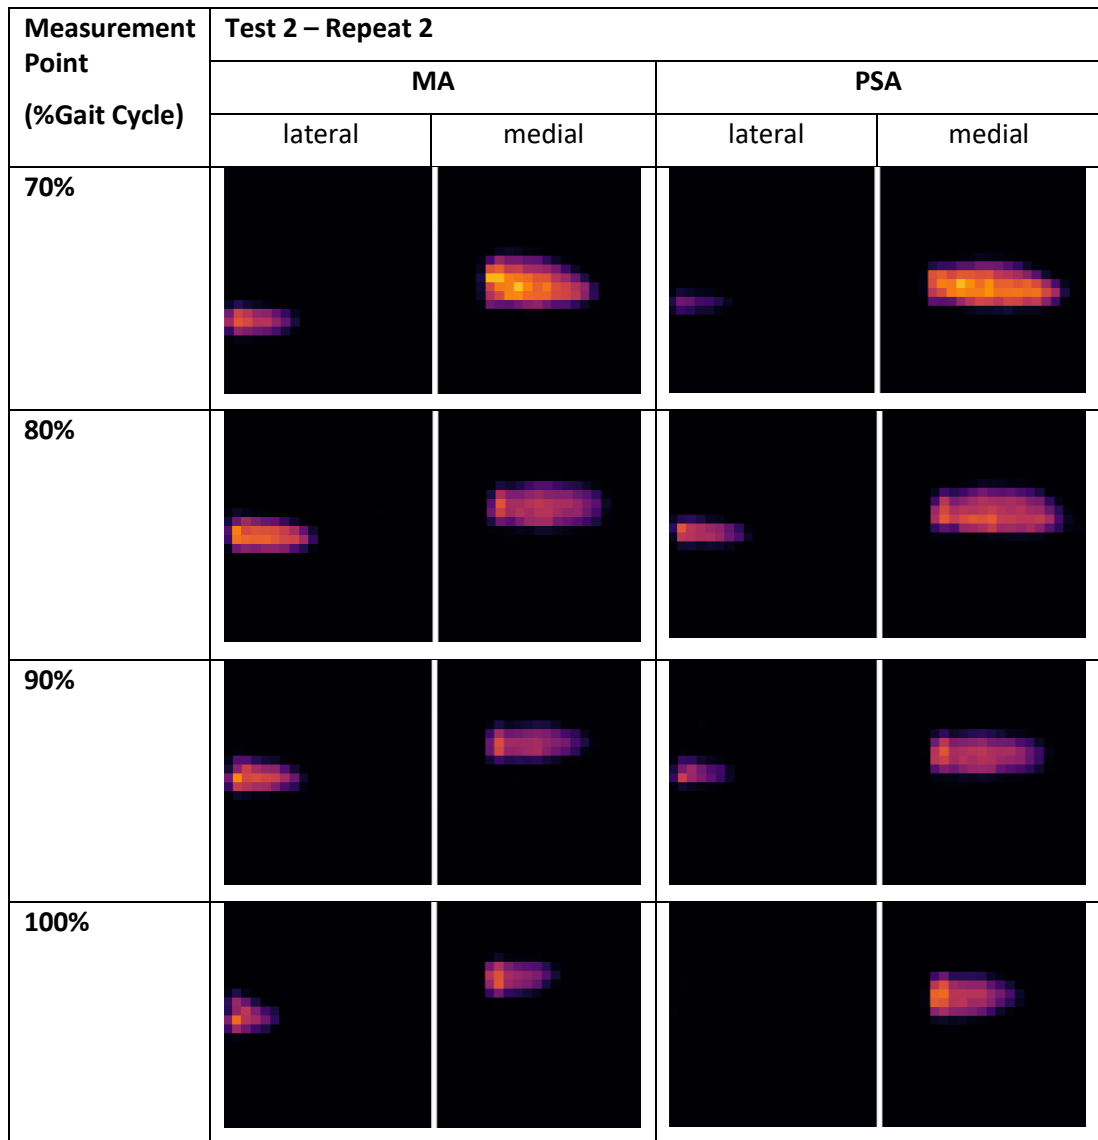 Measurement
Point
(%Gait Cycle)
Test 2 – Repeat 2
MA
PSA
lateral
medial
lateral
medial
70%
80%
90%
100%